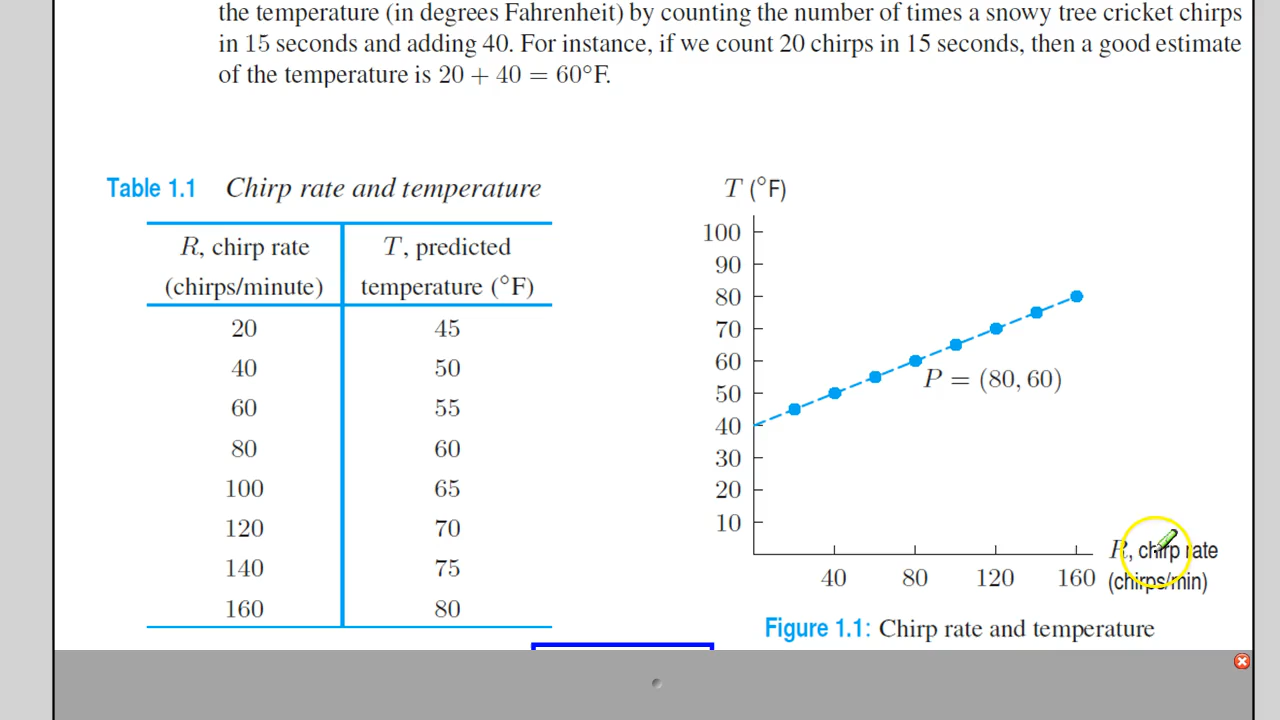 the temperature (in degrees Fahrenheit) by counting the number of times a snowy tree cricket chirps
in 15 seconds and adding 40. For instance, if we count 20 chirps in 15 seconds, then a good estimate
of the temperature is 20 + 40 = 60°F.
Table 1.1 Chirp rate and temperature
R, chirp rate T, predicted
(chirps/minute) temperature (°F)
20 45
40 50
60 55
80 60
100 65
120 70
140 75
160 80
T (°F)
100
90
80
70
60
50
40
30
20
10
P = (80, 60)
40 80 120 160
R, chirp rate
(chirps/min)
Figure 1.1: Chirp rate and temperature